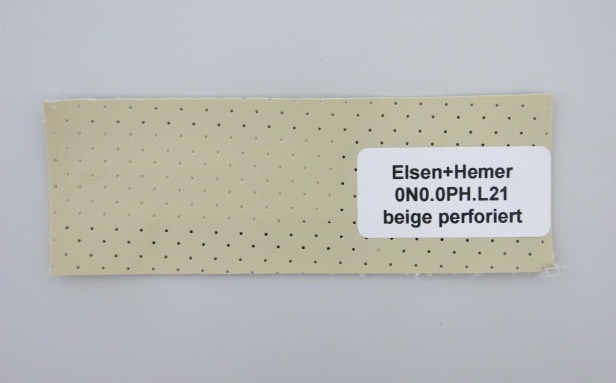 Elsen+Hemer
0N0.0PH.L21
beige perforiert